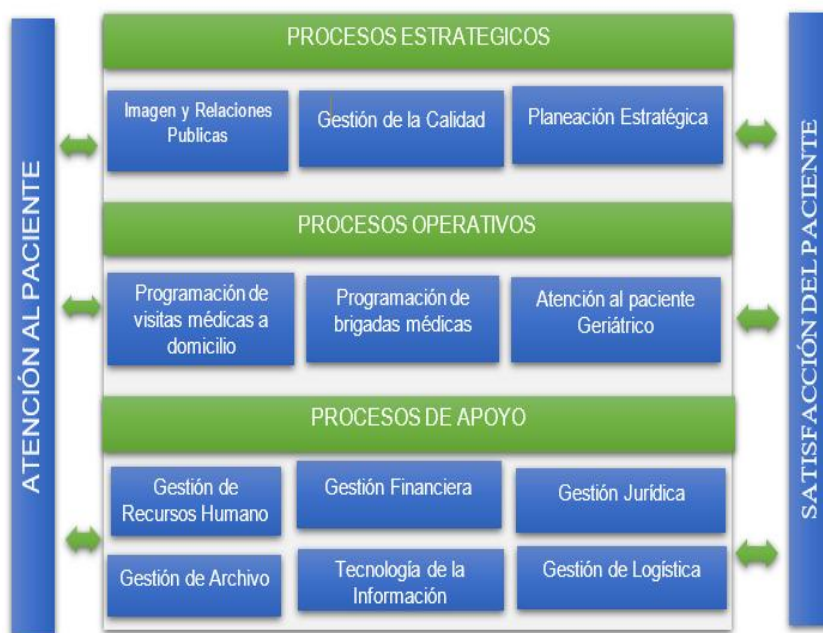 PROCESOS ESTRATEGICOS
Imagen y Relaciones
Publicas
Gestión de la Calidad
Planeación Estratégica
ATENCIÓN AL PACIENTE
SATISFACCIÓN DEL PACIENTE
PROCESOS OPERATIVOS
Programación de
visitas médicas a
domicilio
Programación de
brigadas médicas
Atención al paciente
Geriátrico
PROCESOS DE APOYO
Gestión de
Recursos Humano
Gestión Financiera
Gestión Jurídica
Gestión de Archivo
Tecnología de la
Información
Gestión de Logística